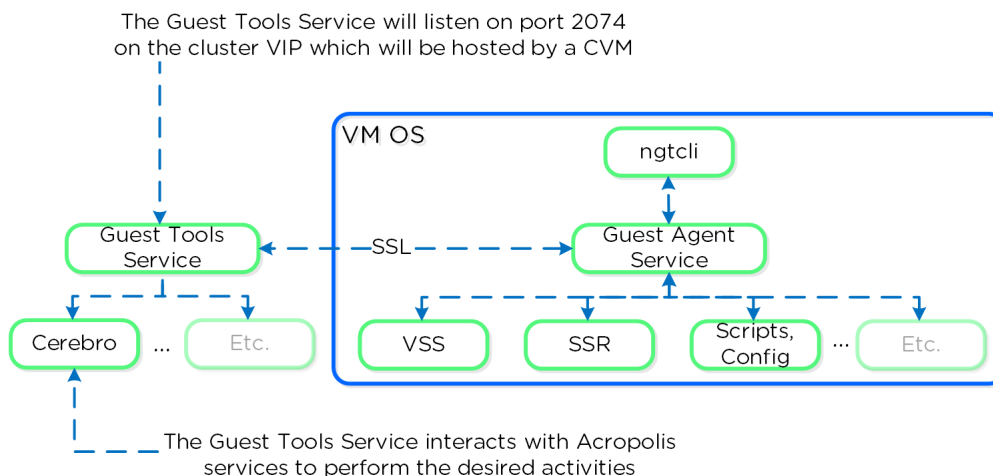 The Guest Tools Service will listen on port 2074
on the cluster VIP which will be hosted by a CVM
VM OS
ngtcli
Guest Tools
Service
SSL
Guest Agent
Service
Cerebro
...
Etc.
VSS
SSR
Scripts,
Config
...
Etc.
The Guest Tools Service interacts with Acropolis
services to perform the desired activities